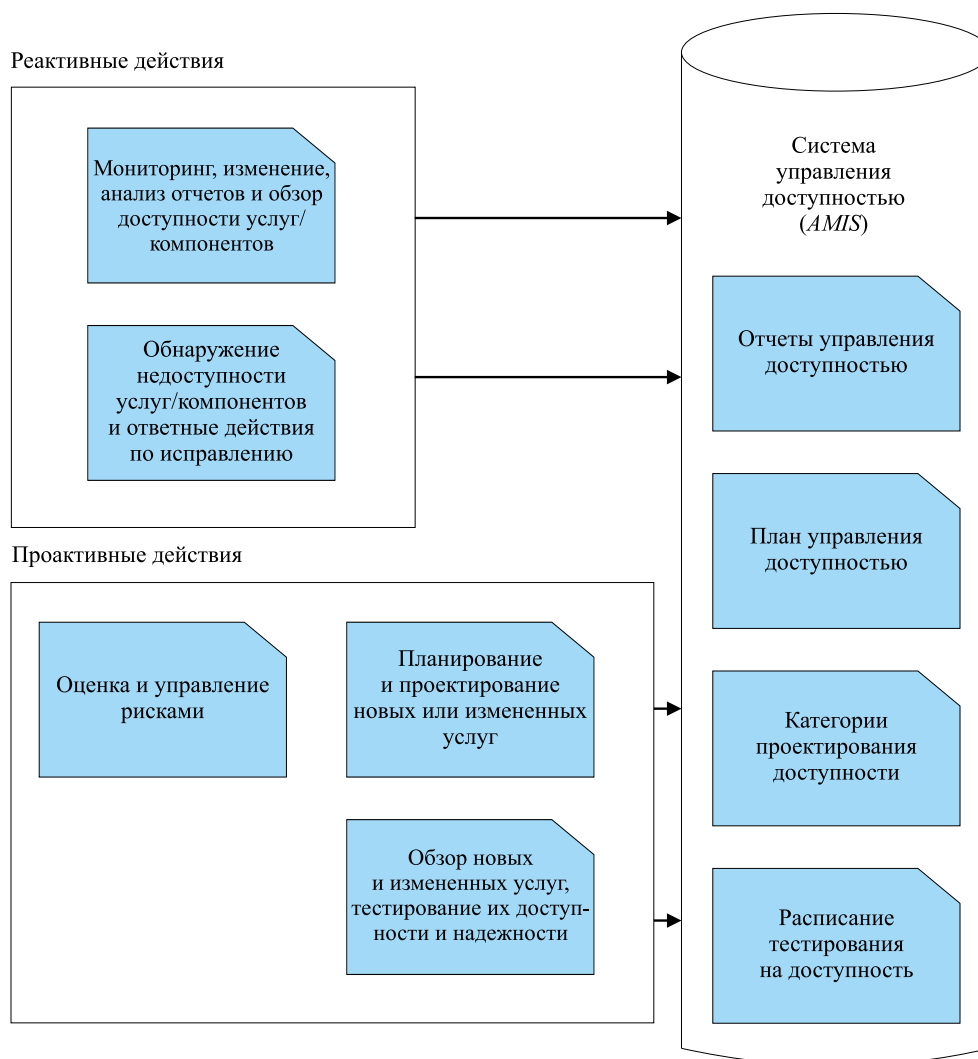 Реактивные действия
Мониторинг, изменение,
анализ отчетов и обзор
доступности услуг/
компонентов
Обнаружение
недоступности
услуг/компонентов
и ответные действия
по исправлению
Проактивные действия
Оценка и управление
рисками
Планирование
и проектирование
новых или измененных
услуг
Обзор новых
и измененных услуг,
тестирование их доступ-
ности и надежности
Система
управления
доступностью
(AMIS)
Отчеты управления
доступностью
План управления
доступностью
Категории
проектирования
доступности
Расписание
тестирования
на доступность